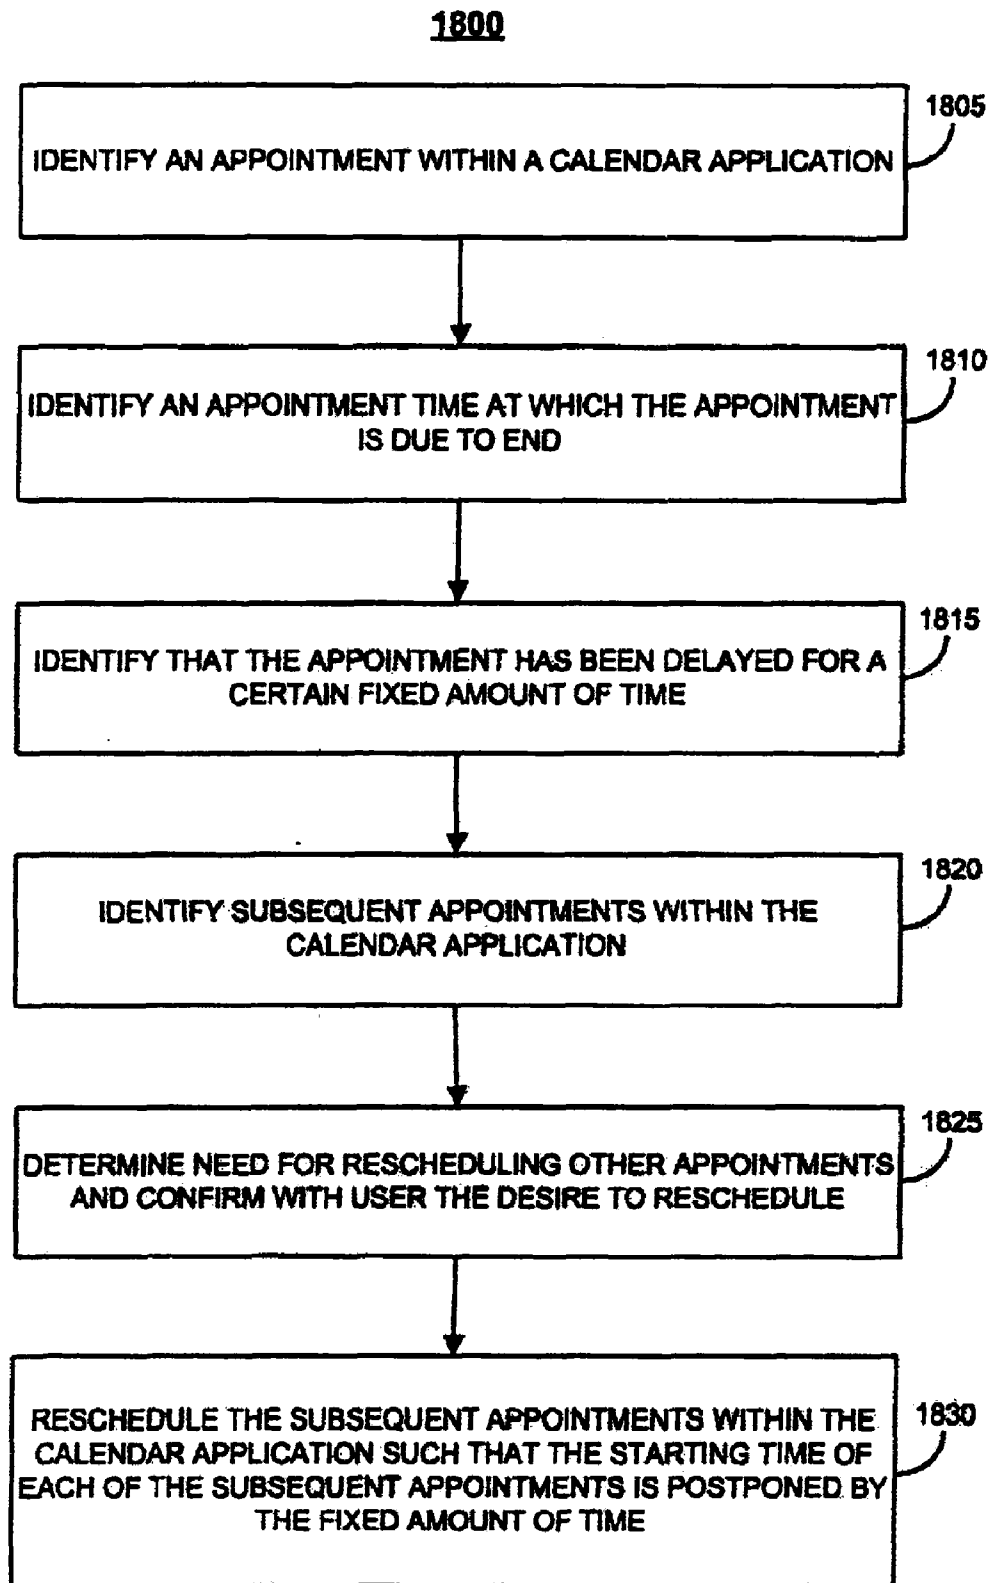 1800
1805
IDENTIFY AN APPOINTMENT WITHIN A CALENDAR APPLICATION
1810
IDENTIFY AN APPOINTMENT TIME AT WHICH THE APPOINTMENT
IS DUE TO END
1815
IDENTIFY THAT THE APPOINTMENT HAS BEEN DELAYED FOR A
CERTAIN FIXED AMOUNT OF TIME
1820
IDENTIFY SUBSEQUENT APPOINTMENTS WITHIN THE
CALENDAR APPLICATION
1825
DETERMINE NEED FOR RESCHEDULING OTHER APPOINTMENTS
AND CONFIRM WITH USER THE DESIRE TO RESCHEDULE
1830
RESCHEDULE THE SUBSEQUENT APPOINTMENTS WITHIN THE
CALENDAR APPLICATION SUCH THAT THE STARTING TIME OF
EACH OF THE SUBSEQUENT APPOINTMENTS IS POSTPONED BY
THE FIXED AMOUNT OF TIME